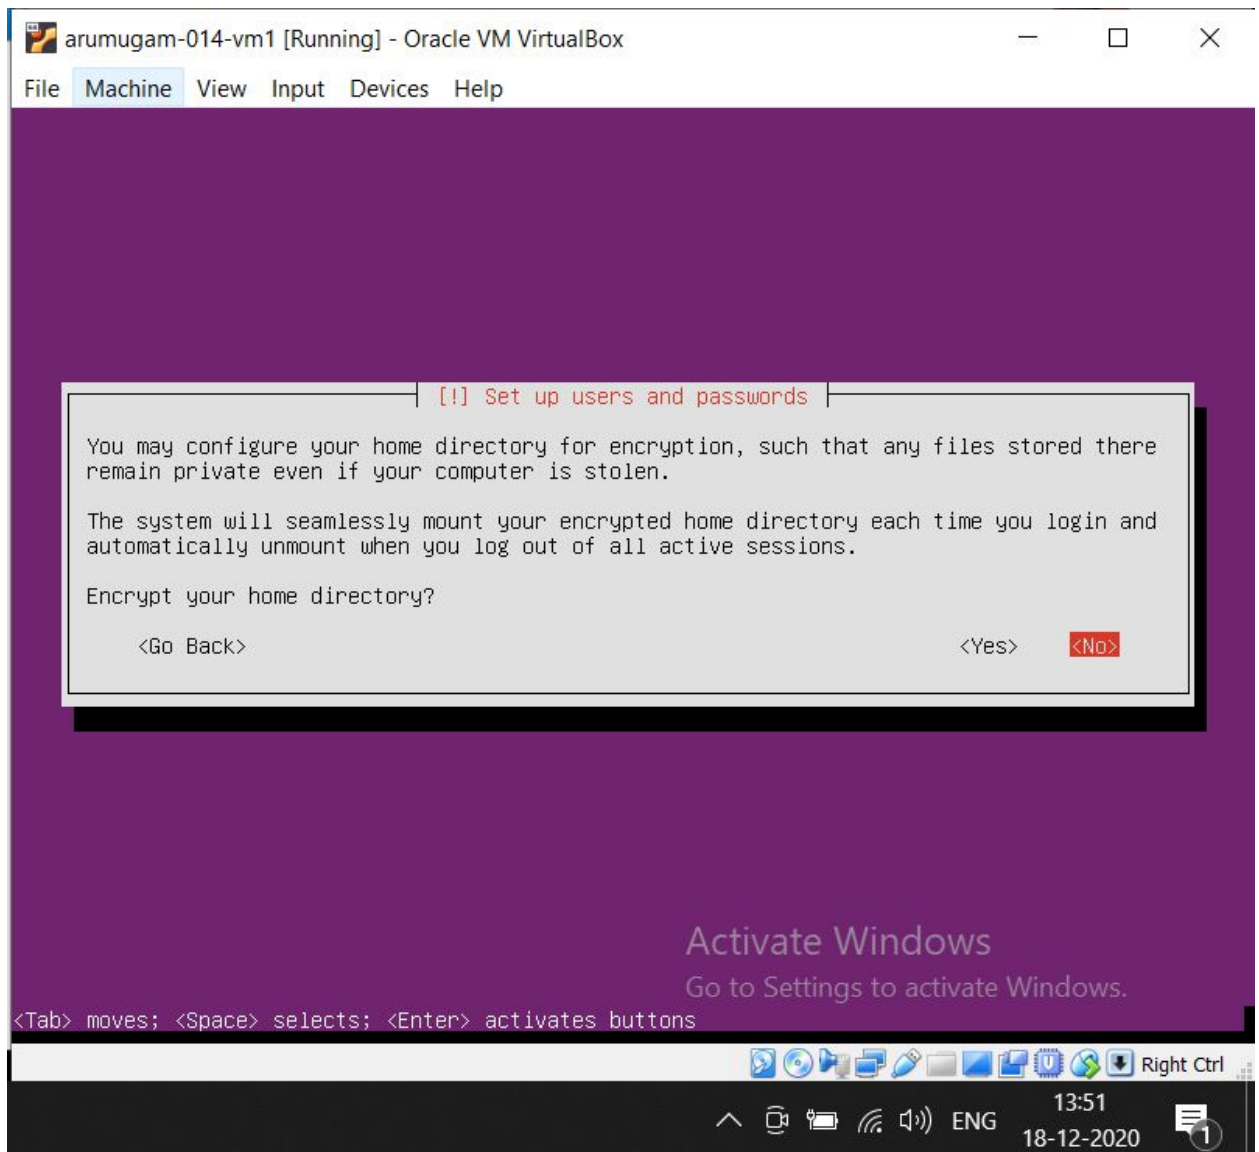 arumugam-014-vm1 [Running] - Oracle VM VirtualBox
File Machine View Input Devices Help
[!] Set up users and passwords
You may configure your home directory for encryption, such that any files stored there
remain private even if your computer is stolen.
The system will seamlessly mount your encrypted home directory each time you login and
automatically unmount when you log out of all active sessions.
Encrypt your home directory?
<Go Back> <Yes> <No>
Activate Windows
Go to Settings to activate Windows.
<Tab> moves; <Space> selects; <Enter> activates buttons
Right Ctrl
ENG
13:51
18-12-2020
1